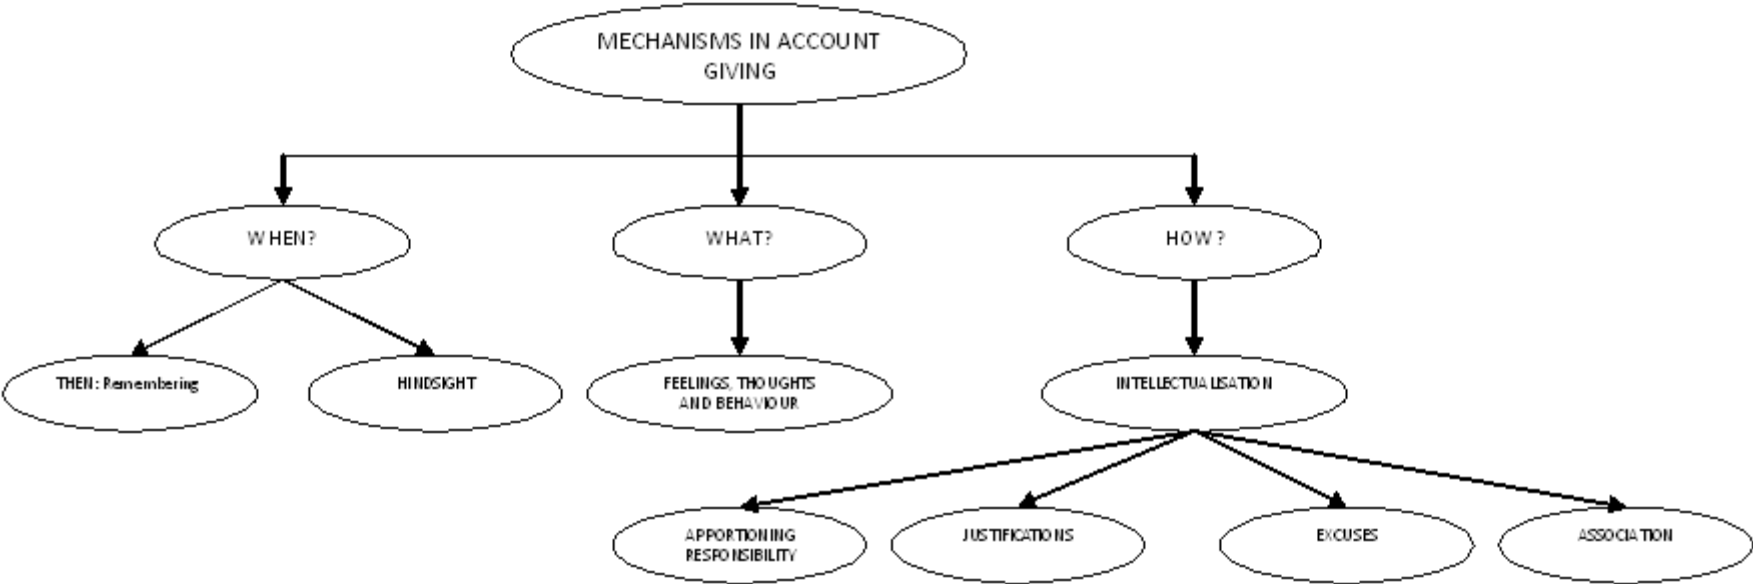 MECHANISMS IN ACCOUNT
GIVING
WHEN?
WHAT?
HOW?
THEN: Remembering
HINDSIGHT
FEELINGS, THOUGHTS
AND BEHAVIOUR
INTELLECTUALISATION
APPORTIONING
RESPONSIBILITY
JUSTIFICATIONS
EXCUSES
ASSOCIATION